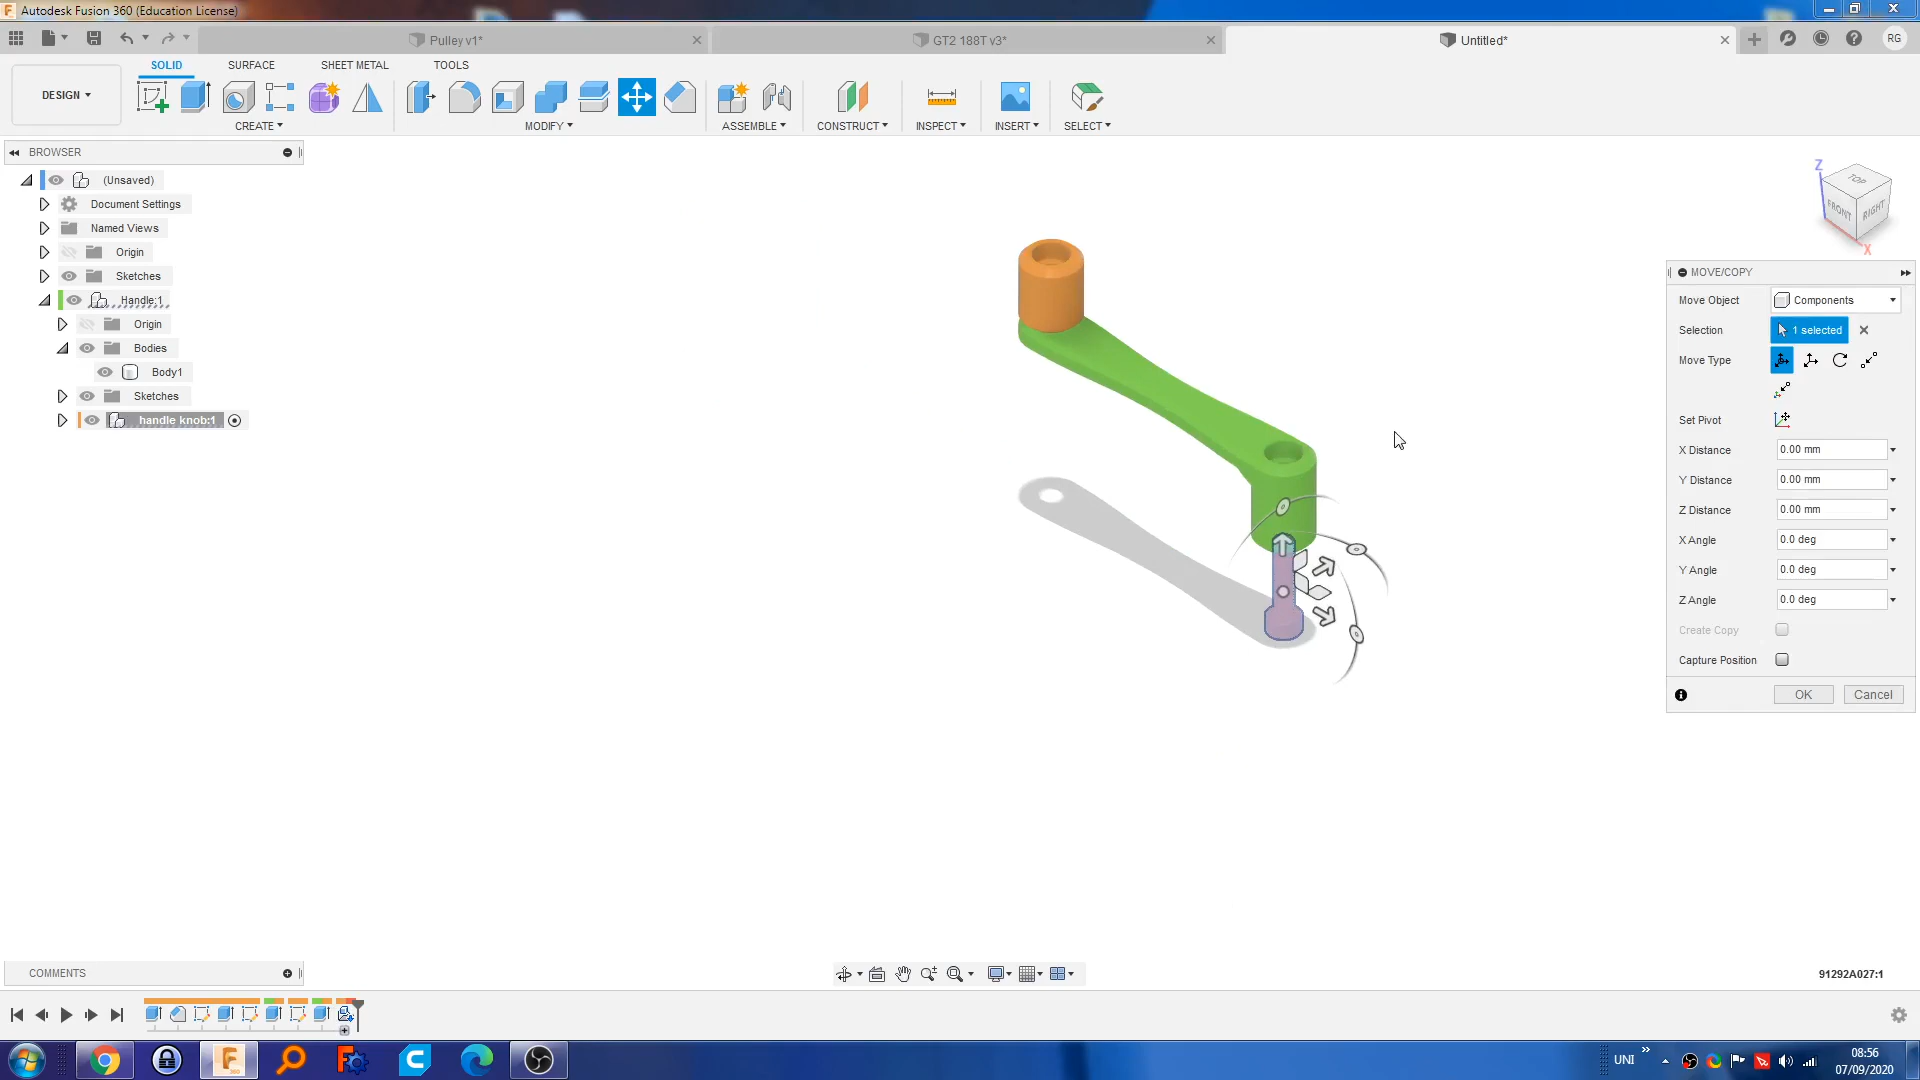 Autodesk Fusion 360 (Education License)
Pulley v1*
GT2 188T v3*
Untitled*
RG
DESIGN
SOLID
SURFACE
SHEET METAL
TOOLS
CREATE
MODIFY
ASSEMBLE
CONSTRUCT
INSPECT
INSERT
SELECT
BROWSER
(Unsaved)
Document Settings
Named Views
Origin
Sketches
Handle:1
Origin
Bodies
Body1
Sketches
handle knob:1
Z
TOP
FRONT
RIGHT
X
MOVE/COPY
Move Object
Components
Selection
1 selected
Move Type
Set Pivot
X Distance
0.00 mm
Y Distance
0.00 mm
Z Distance
0.00 mm
X Angle
0.0 deg
Y Angle
0.0 deg
Z Angle
0.0 deg
Create Copy
Capture Position
OK
Cancel
COMMENTS
91292A027:1
UNI
08:56
07/09/2020